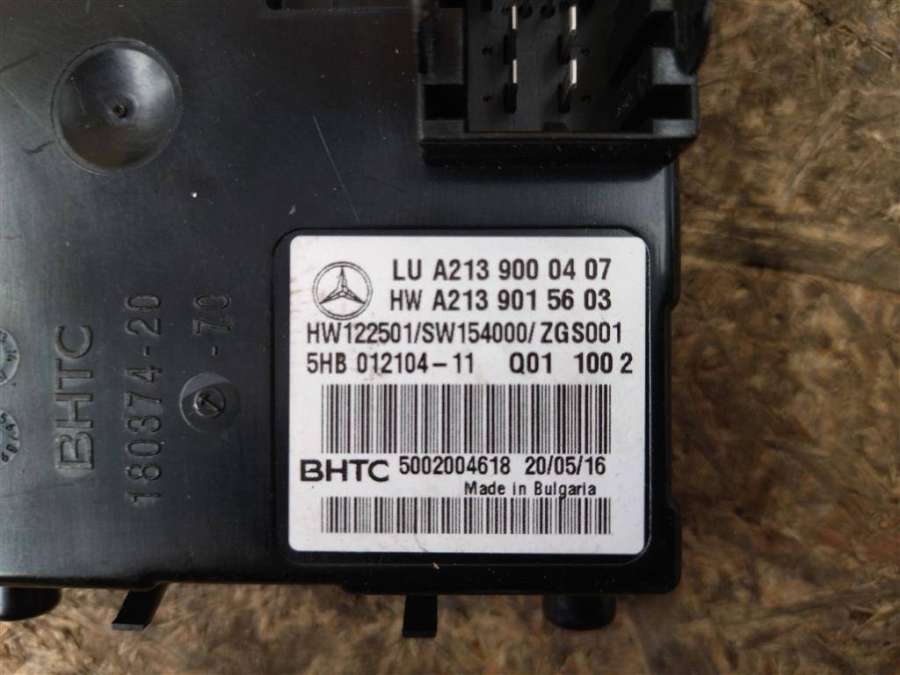 LU A213 900 04 07
HW A213 901 56 03
HW122501/SW154000/ZGS001
5HB 012104-11 Q01 100 2
BHTC 5002004618 20/05/16
Made in Bulgaria
BHTC
180374-20
-70